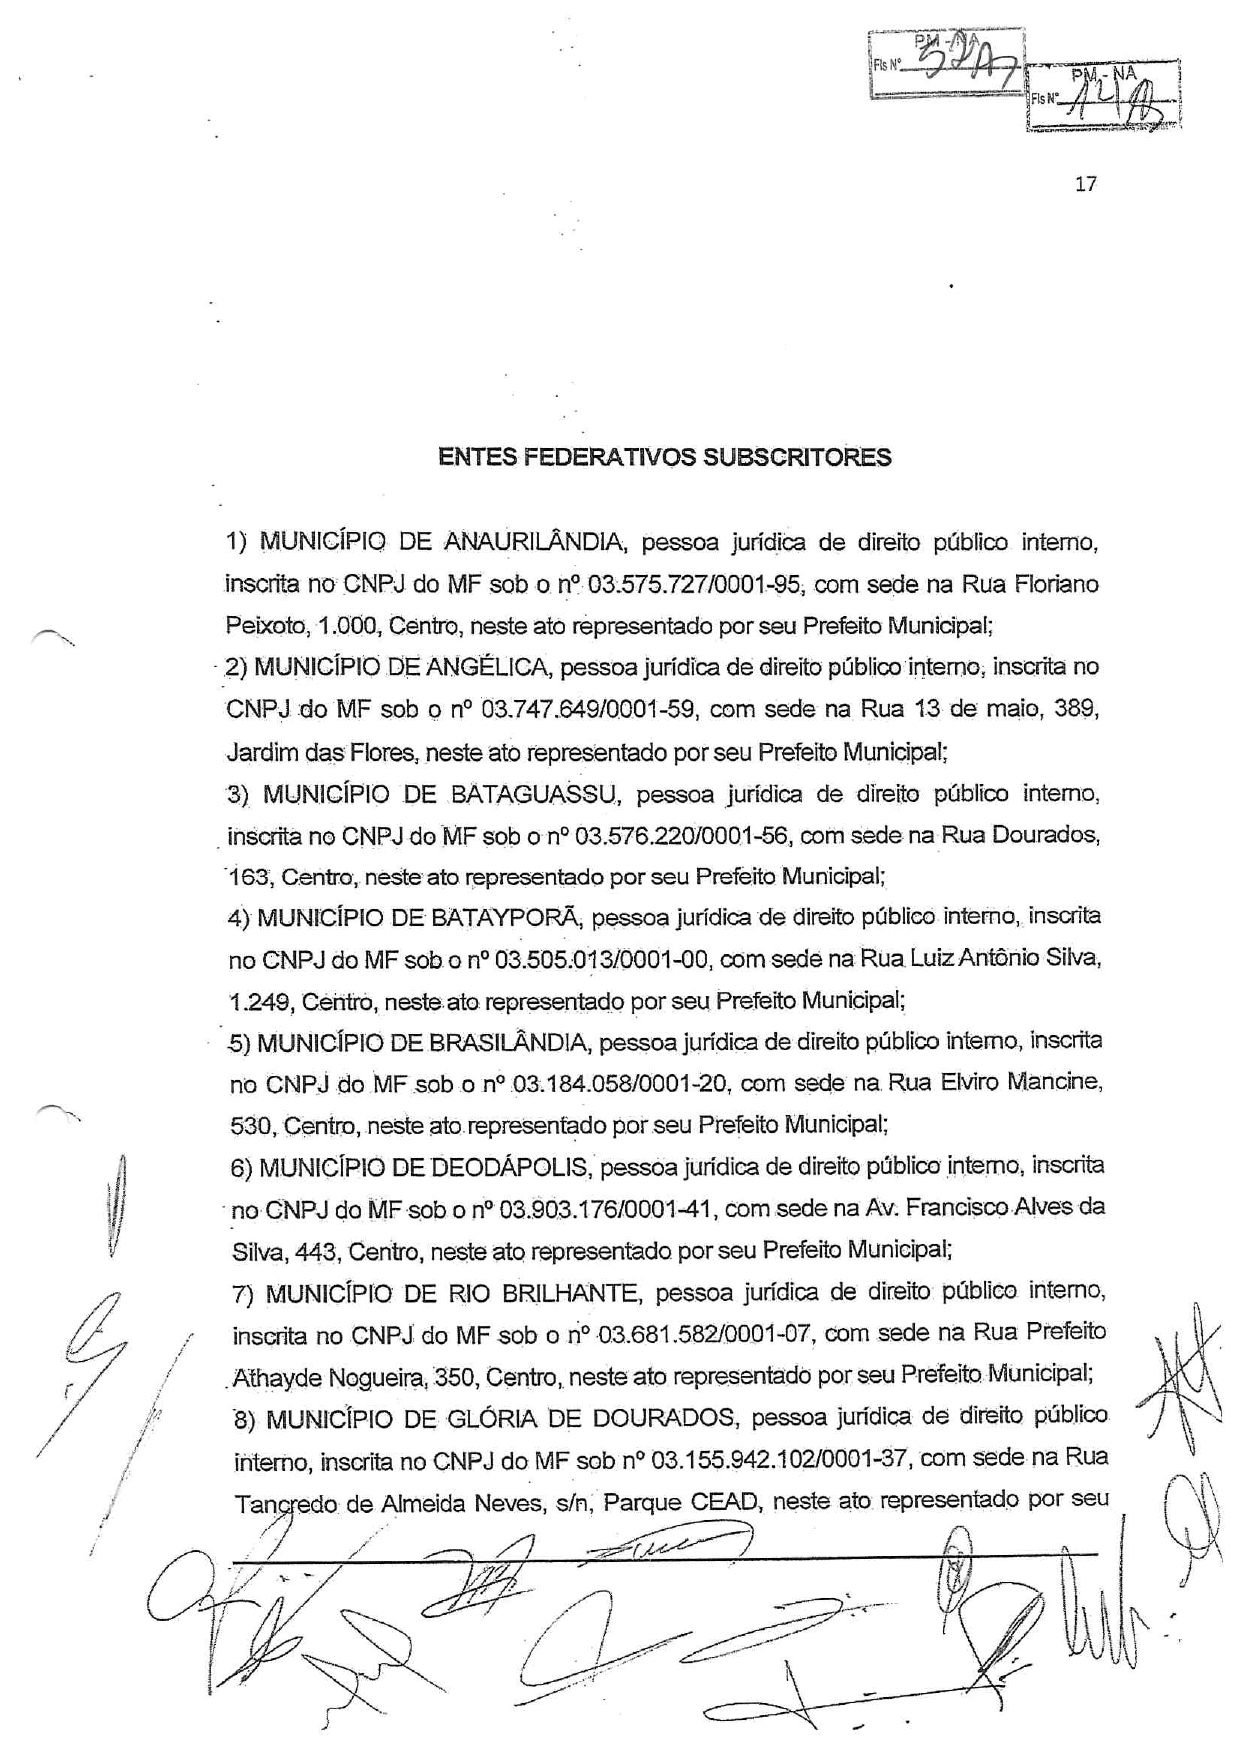 PM - NA
Fls Nº
PM - NA
Fls Nº
17
ENTES FEDERATIVOS SUBSCRITORES
1) MUNICÍPIO DE ANAURILÂNDIA, pessoa jurídica de direito público interno,
inscrita no CNPJ do MF sob o nº 03.575.727/0001-95, com sede na Rua Floriano
Peixoto, 1.000, Centro, neste ato representado por seu Prefeito Municipal;
2) MUNICÍPIO DE ANGÉLICA, pessoa jurídica de direito público interno, inscrita no
CNPJ do MF sob o nº 03.747.649/0001-59, com sede na Rua 13 de maio, 389,
Jardim das Flores, neste ato representado por seu Prefeito Municipal;
3) MUNICÍPIO DE BATAGUASSU, pessoa jurídica de direito público interno,
inscrita no CNPJ do MF sob o nº 03.576.220/0001-56, com sede na Rua Dourados,
163, Centro, neste ato representado por seu Prefeito Municipal;
4) MUNICÍPIO DE BATAYPORÃ, pessoa jurídica de direito público interno, inscrita
no CNPJ do MF sob o nº 03.505.013/0001-00, com sede na Rua Luiz Antônio Silva,
1.249, Centro, neste ato representado por seu Prefeito Municipal;
5) MUNICÍPIO DE BRASILÂNDIA, pessoa jurídica de direito público interno, inscrita
no CNPJ do MF sob o nº 03.184.058/0001-20, com sede na Rua Elviro Mancine,
530, Centro, neste ato representado por seu Prefeito Municipal;
6) MUNICÍPIO DE DEODÁPOLIS, pessoa jurídica de direito público interno, inscrita
no CNPJ do MF sob o nº 03.903.176/0001-41, com sede na Av. Francisco Alves da
Silva, 443, Centro, neste ato representado por seu Prefeito Municipal;
7) MUNICÍPIO DE RIO BRILHANTE, pessoa jurídica de direito público interno,
inscrita no CNPJ do MF sob o nº 03.681.582/0001-07, com sede na Rua Prefeito
Athayde Nogueira, 350, Centro, neste ato representado por seu Prefeito Municipal;
8) MUNICÍPIO DE GLÓRIA DE DOURADOS, pessoa jurídica de direito público
interno, inscrita no CNPJ do MF sob nº 03.155.942.102/0001-37, com sede na Rua
Tancredo de Almeida Neves, s/n, Parque CEAD, neste ato representado por seu